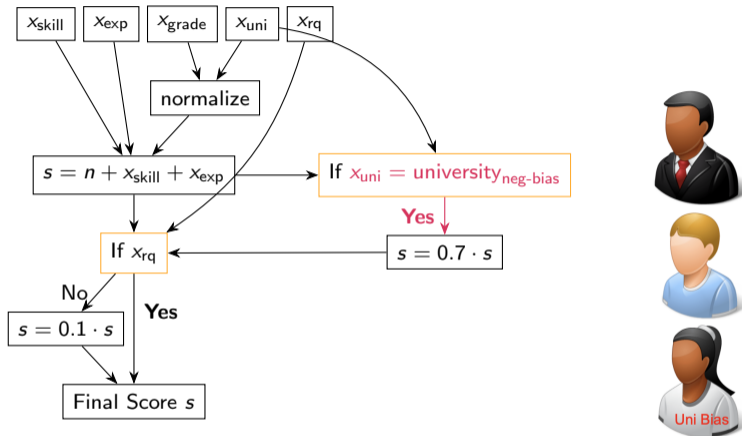 x_skill x_exp x_grade x_uni x_rq
normalize
s = n + x_skill + x_exp
If x_uni = university_neg-bias
Yes
If x_rq
s = 0.7 · s
No
Yes
s = 0.1 · s
Final Score s
Uni Bias